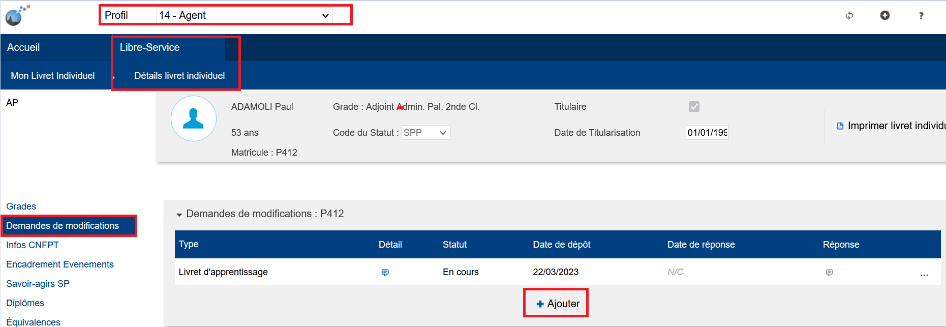 Profil 14 - Agent ?
Accueil Libre-Service
Mon Livret Individuel Détails livret individuel
AP
ADAMOLI Paul Grade : Adjoint Admin. Pal. 2nde Cl. Titulaire
Imprimer livret individu
53 ans Code du Statut : SPP Date de Titularisation 01/01/199
Matricule : P412
Grades
Demandes de modifications
Infos CNFPT
Encadrement Evenements
Savoir-agirs SP
Diplômes
Équivalences
Demandes de modifications : P412
Type Détail Statut Date de dépôt Date de réponse Réponse
Livret d'apprentissage En cours 22/03/2023 N/C ...
+ Ajouter